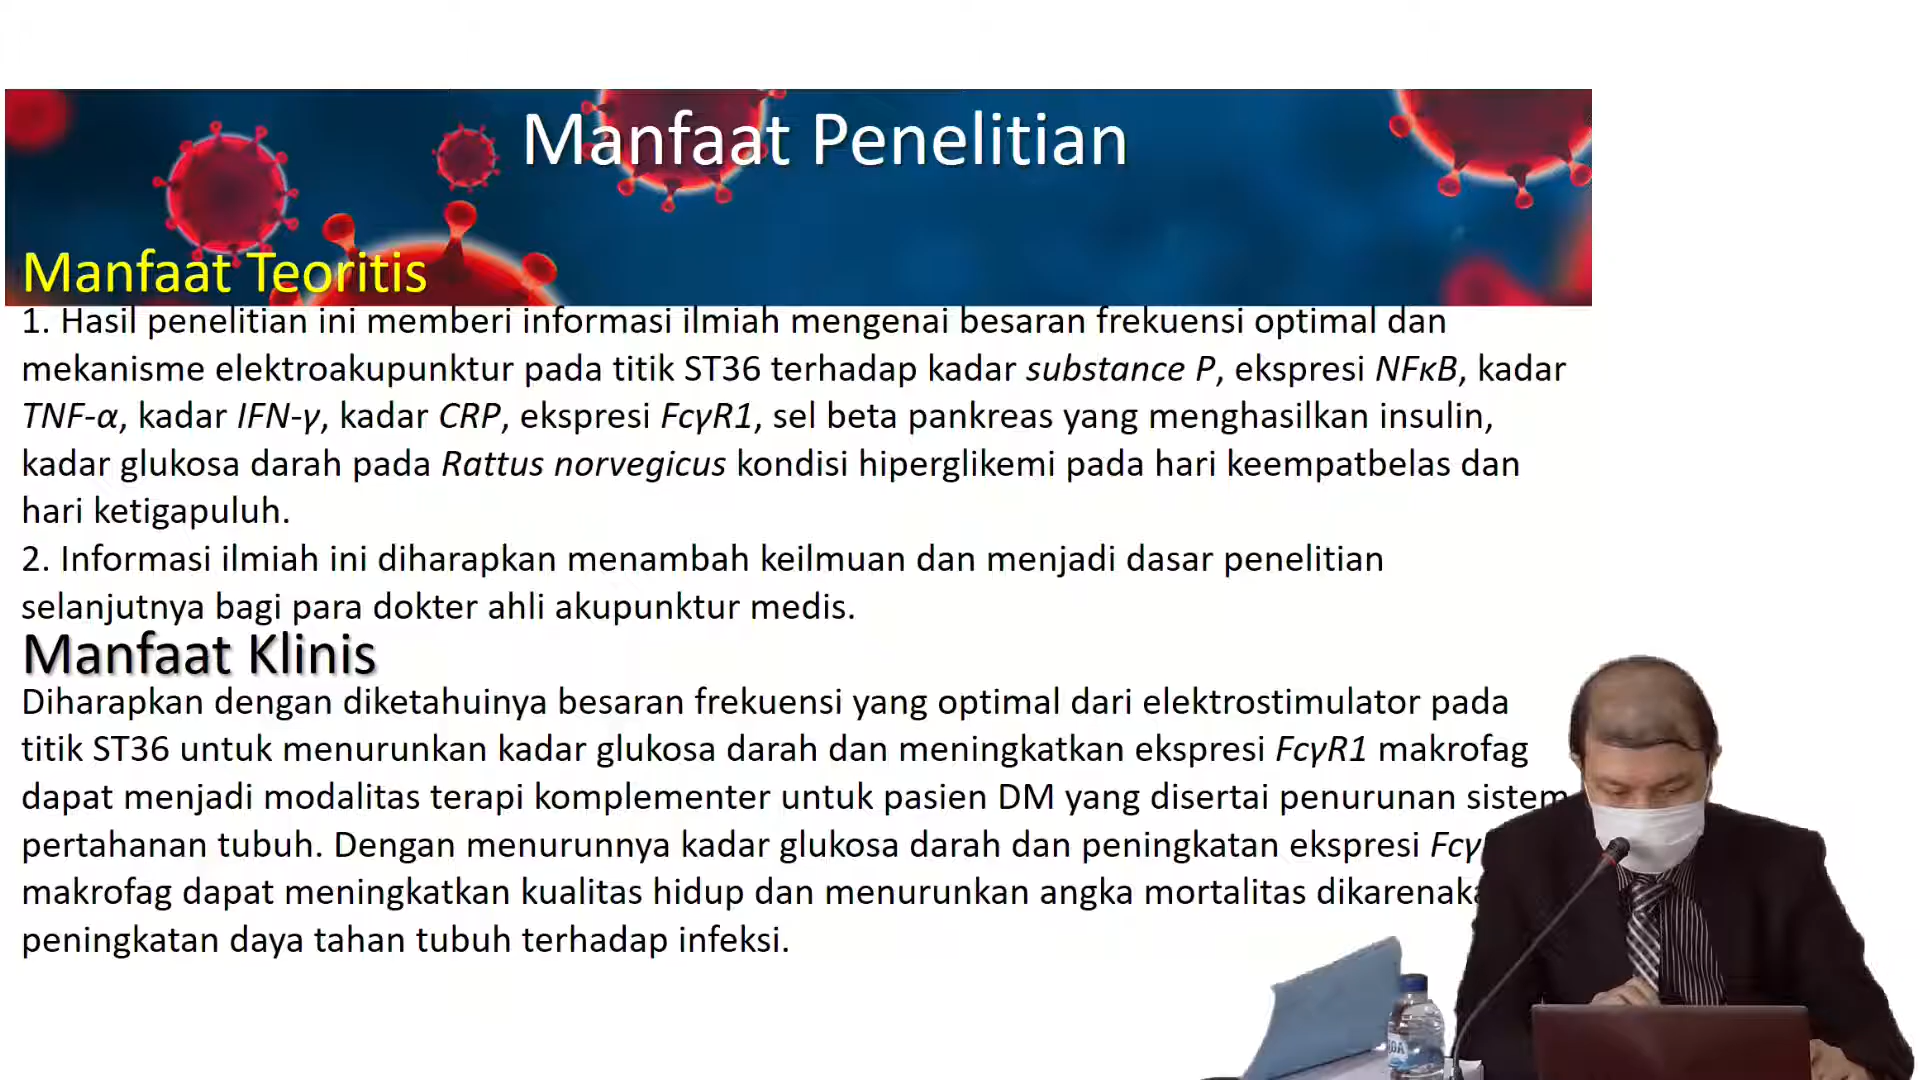 Manfaat Penelitian
Manfaat Teoritis
1. Hasil penelitian ini memberi informasi ilmiah mengenai besaran frekuensi optimal dan
mekanisme elektroakupunktur pada titik ST36 terhadap kadar substance P, ekspresi NFκB, kadar
TNF-α, kadar IFN-γ, kadar CRP, ekspresi FcγR1, sel beta pankreas yang menghasilkan insulin,
kadar glukosa darah pada Rattus norvegicus kondisi hiperglikemi pada hari keempatbelas dan
hari ketigapuluh.
2. Informasi ilmiah ini diharapkan menambah keilmuan dan menjadi dasar penelitian
selanjutnya bagi para dokter ahli akupunktur medis.
Manfaat Klinis
Diharapkan dengan diketahuinya besaran frekuensi yang optimal dari elektrostimulator pada
titik ST36 untuk menurunkan kadar glukosa darah dan meningkatkan ekspresi FcγR1 makrofag
dapat menjadi modalitas terapi komplementer untuk pasien DM yang disertai penurunan sistem
pertahanan tubuh. Dengan menurunnya kadar glukosa darah dan peningkatan ekspresi Fcγ
makrofag dapat meningkatkan kualitas hidup dan menurunkan angka mortalitas dikarenaka
peningkatan daya tahan tubuh terhadap infeksi.